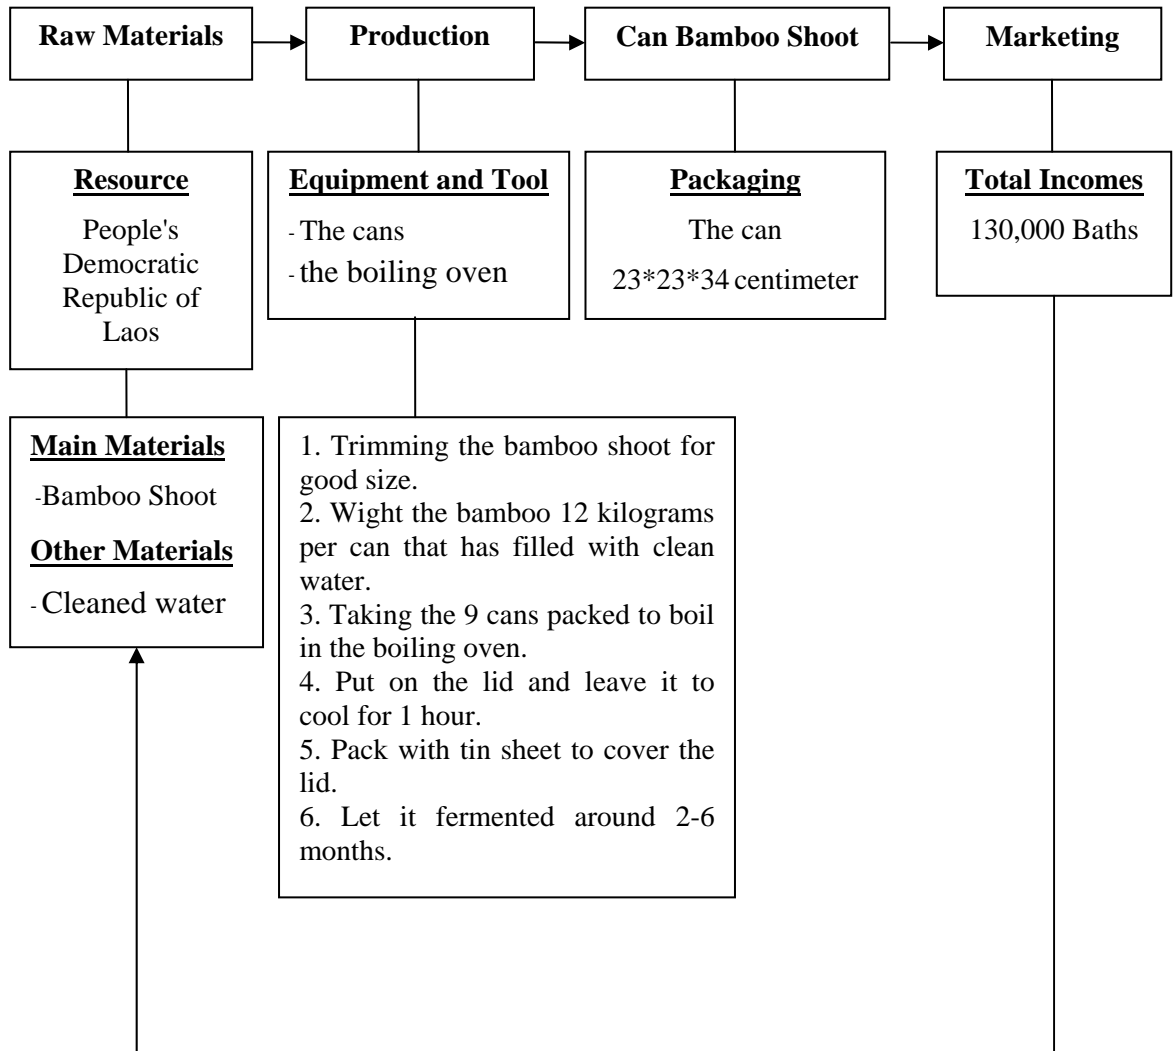 Raw Materials
Production
Can Bamboo Shoot
Marketing
Resource
People's
Democratic
Republic of
Laos
Equipment and Tool
- The cans
- the boiling oven
Packaging
The can
23*23*34 centimeter
Total Incomes
130,000 Baths
Main Materials
-Bamboo Shoot
Other Materials
- Cleaned water
1. Trimming the bamboo shoot for
good size.
2. Wight the bamboo 12 kilograms
per can that has filled with clean
water.
3. Taking the 9 cans packed to boil
in the boiling oven.
4. Put on the lid and leave it to
cool for 1 hour.
5. Pack with tin sheet to cover the
lid.
6. Let it fermented around 2-6
months.